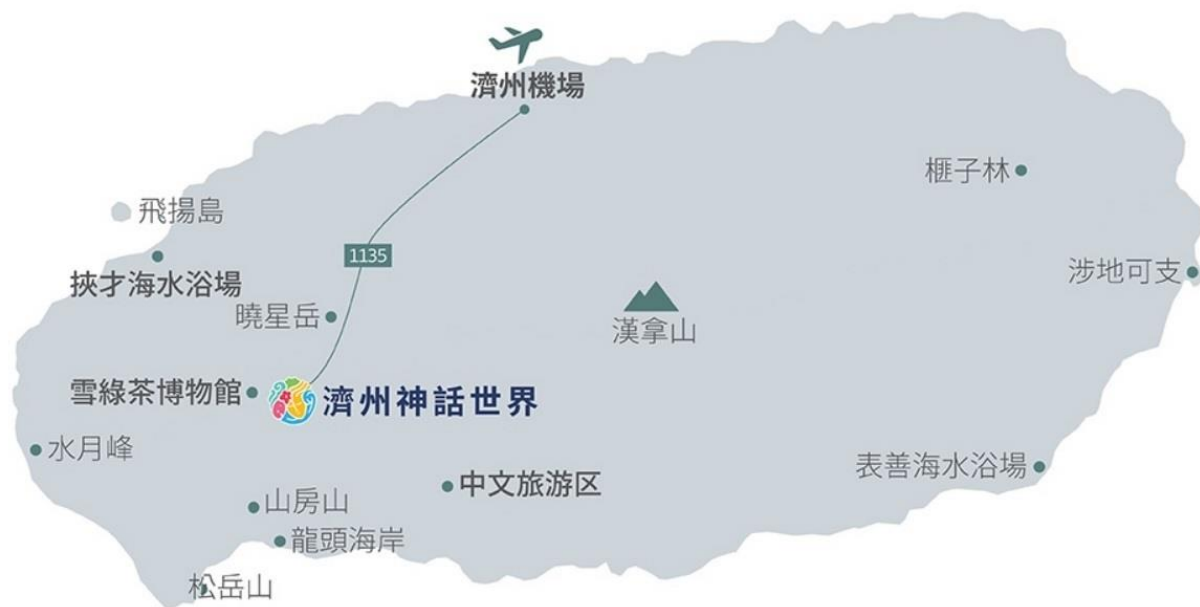 濟州機場
榧子林
飛揚島
1135
涉地可支
挾才海水浴場
曉星岳
漢拿山
雪綠茶博物館
濟州神話世界
水月峰
表善海水浴場
中文旅游区
山房山
龍頭海岸
松岳山